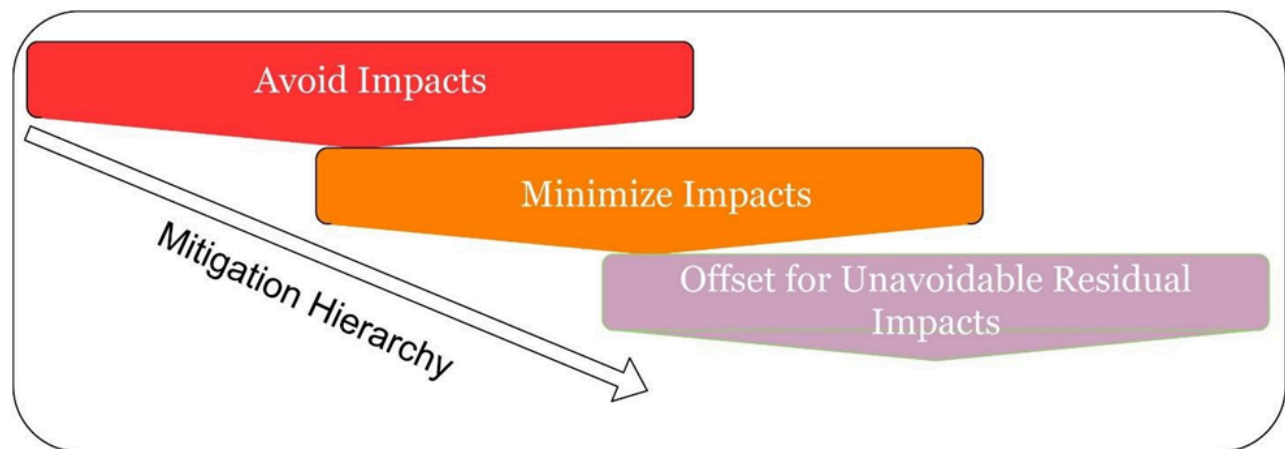 Avoid Impacts
Minimize Impacts
Offset for Unavoidable Residual
Impacts
Mitigation Hierarchy